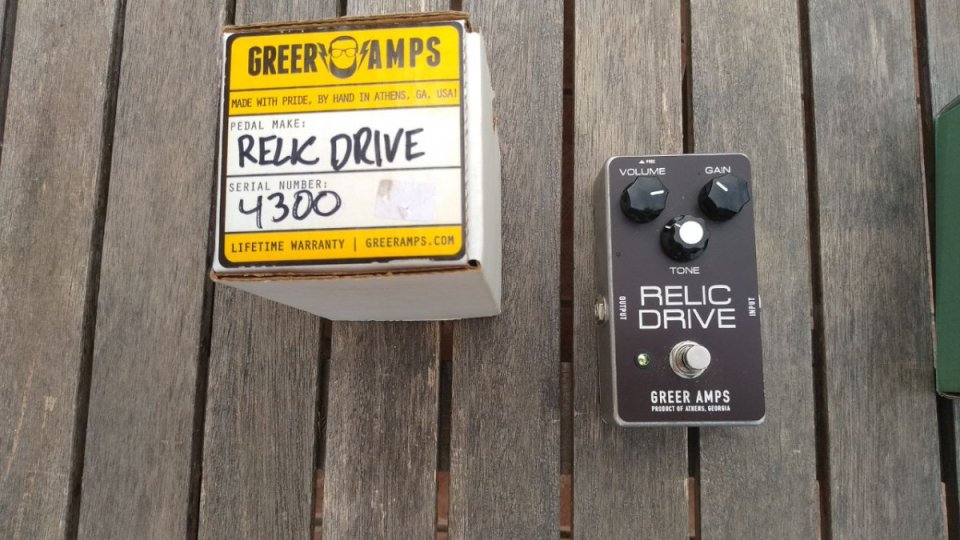 GREER AMPS
MADE WITH PRIDE, BY HAND IN ATHENS, GA, USA!
PEDAL MAKE:
RELIC DRIVE
SERIAL NUMBER:
4300
LIFETIME WARRANTY | GREERAMPS.COM
VOLUME
GAIN
TONE
RELIC
DRIVE
OUTPUT
INPUT
GREER AMPS
PRODUCT OF ATHENS, GEORGIA